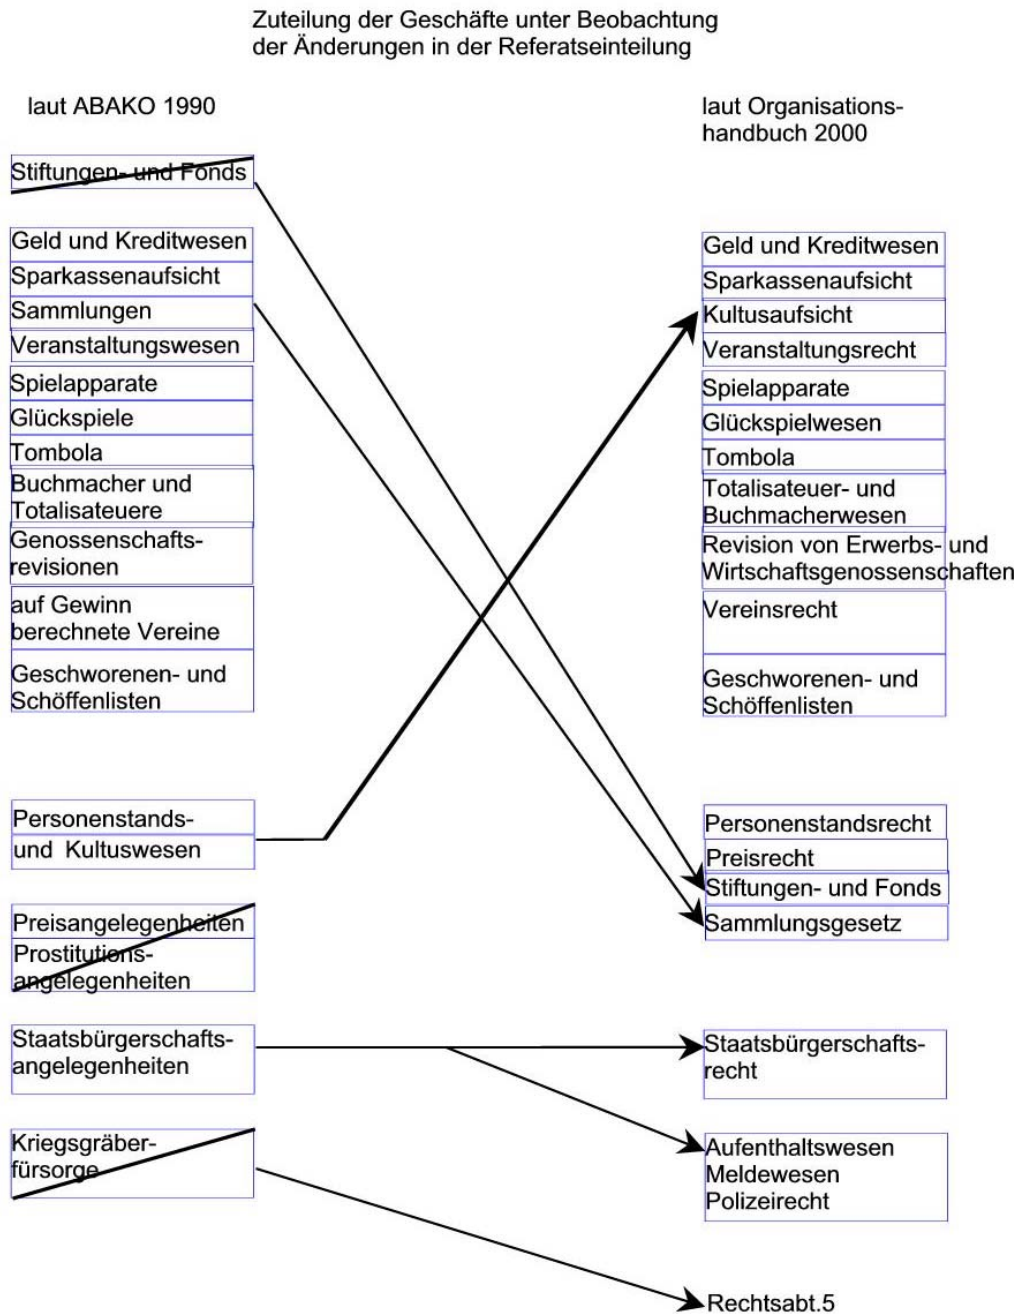 Zuteilung der Geschäfte unter Beobachtung
der Änderungen in der Referatseinteilung
laut ABAKO 1990
Stiftungen- und Fonds
Geld und Kreditwesen
Sparkassenaufsicht
Sammlungen
Veranstaltungswesen
Spielapparate
Glückspiele
Tombola
Buchmacher und
Totalisateuere
Genossenschafts-
revisionen
auf Gewinn
berechnete Vereine
Geschworenen- und
Schöffenlisten
Personenstands-
und Kultuswesen
Preisangelegenheiten
Prostitutions-
angelegenheiten
Staatsbürgerschafts-
angelegenheiten
Kriegsgräber-
fürsorge
laut Organisations-
handbuch 2000
Geld und Kreditwesen
Sparkassenaufsicht
Kultusaufsicht
Veranstaltungsrecht
Spielapparate
Glückspielwesen
Tombola
Totalisateuer- und
Buchmacherwesen
Revision von Erwerbs- und
Wirtschaftsgenossenschaften
Vereinsrecht
Geschworenen- und
Schöffenlisten
Personenstandsrecht
Preisrecht
Stiftungen- und Fonds
Sammlungsgesetz
Staatsbürgerschafts-
recht
Aufenthaltswesen
Meldewesen
Polizeirecht
Rechtsabt.5